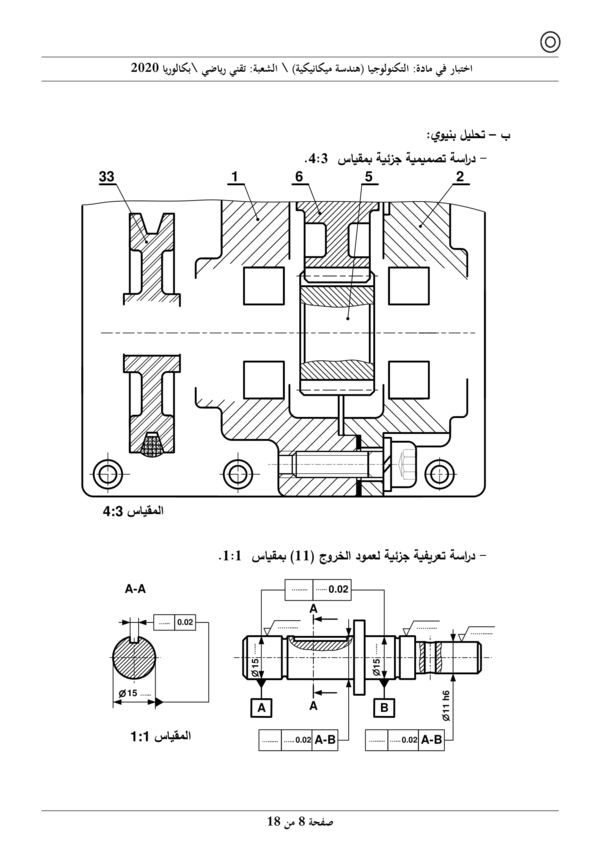 اختبار في مادة: التكنولوجيا (هندسة ميكانيكية) \ الشعبة: تقني رياضي \ بكالوريا 2020
ب – تحليل بنيوي:
- دراسة تصميمية جزئية بمقياس 4:3.
33 1 6 5 2
المقياس 4:3
- دراسة تعريفية جزئية لعمود الخروج (11) بمقياس 1:1.
A-A
........ ...... 0.02
A
...... 0.02
..........
..........
..........
Ø15 ......
Ø15 ......
Ø15 ......
Ø11 h6
A
A
B
المقياس 1:1
........ ...... 0.02 A-B
........ ...... 0.02 A-B
صفحة 8 من 18